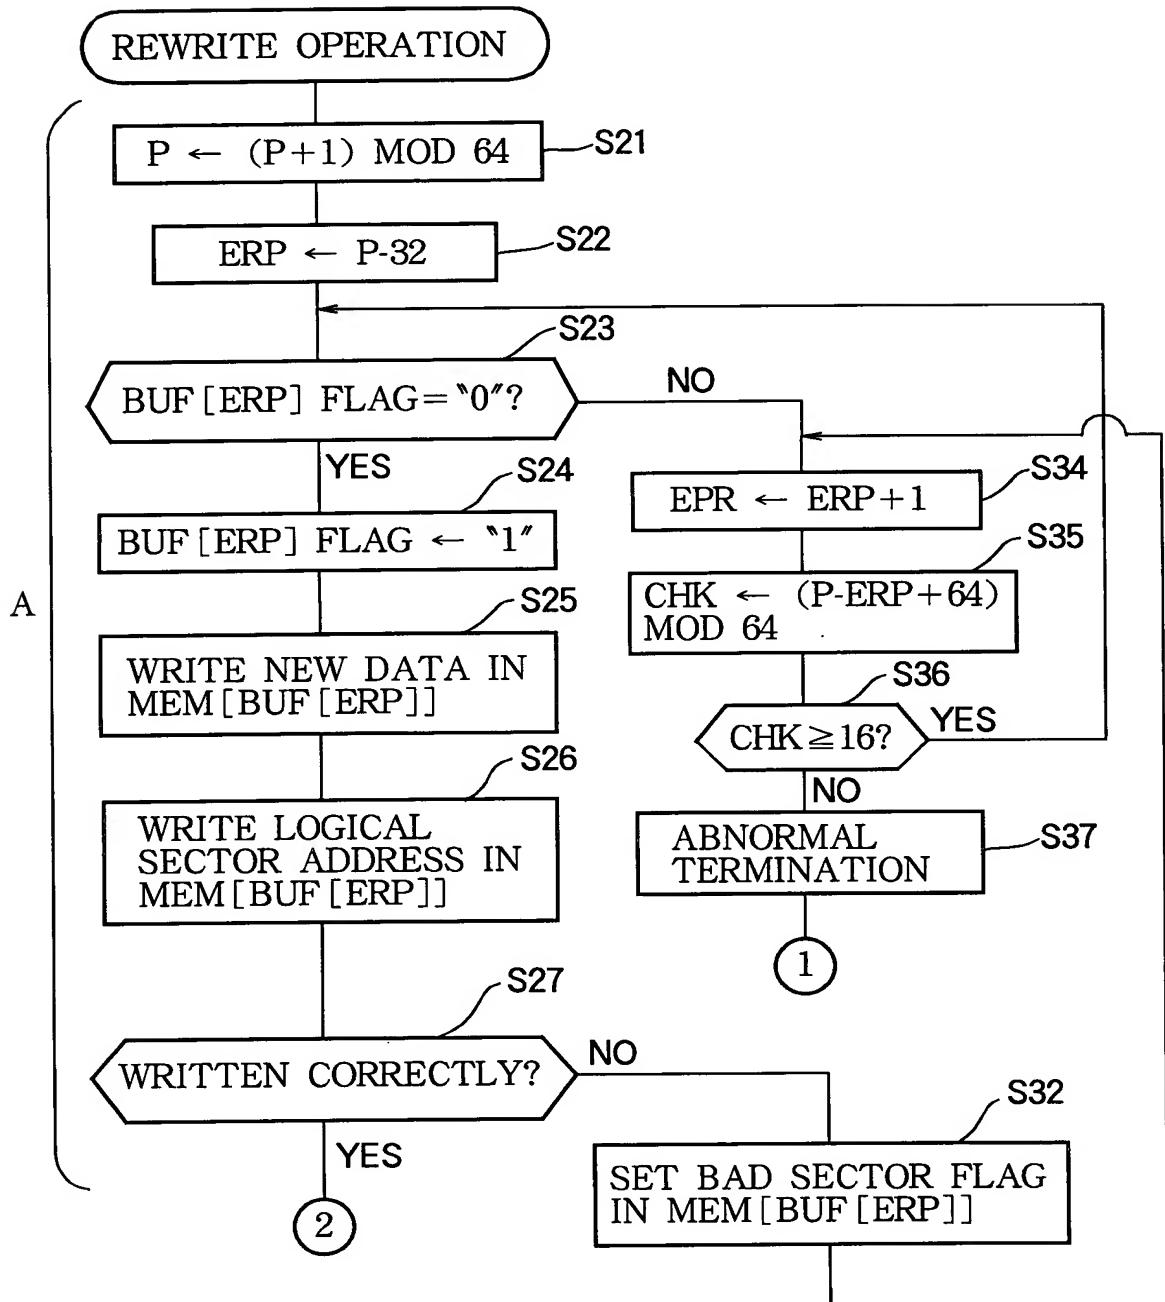 REWRITE OPERATION
P ← (P+1) MOD 64
S21
ERP ← P-32
S22
S23
BUF[ERP] FLAG=〝0″?
NO
YES
S24
BUF[ERP] FLAG ← 〝1″
S25
WRITE NEW DATA IN
MEM[BUF[ERP]]
S26
WRITE LOGICAL
SECTOR ADDRESS IN
MEM[BUF[ERP]]
S27
WRITTEN CORRECTLY?
NO
YES
2
A
S34
EPR ← ERP+1
S35
CHK ← (P-ERP+64)
MOD 64
S36
CHK≧16?
YES
NO
ABNORMAL
TERMINATION
S37
1
S32
SET BAD SECTOR FLAG
IN MEM[BUF[ERP]]